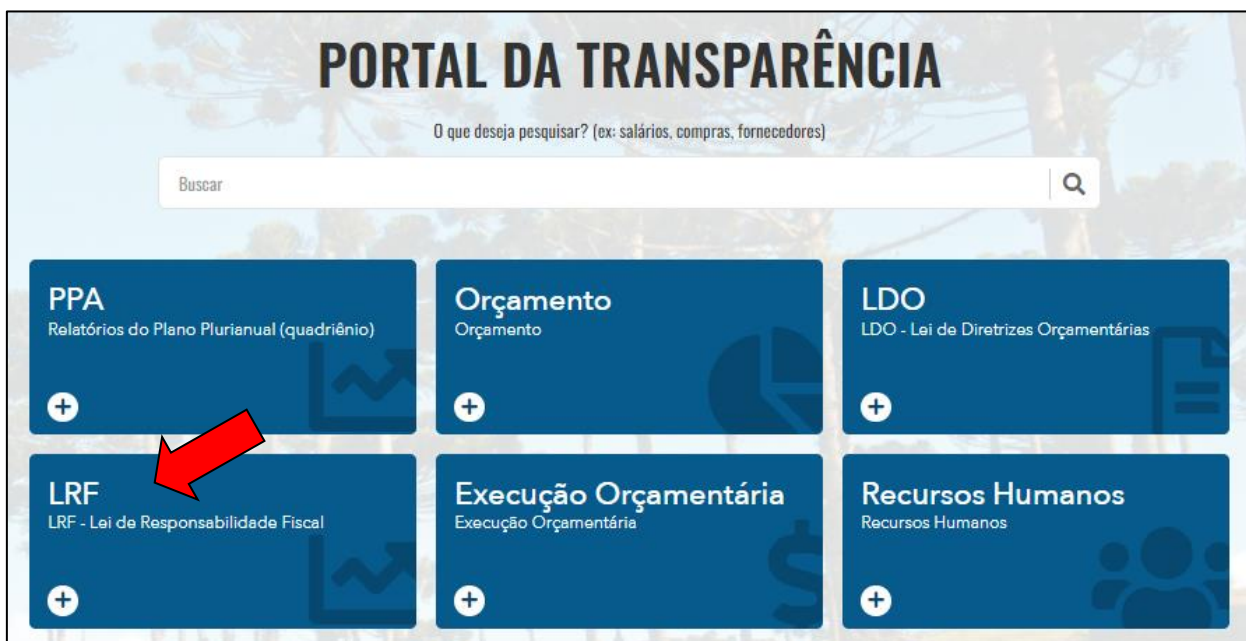 PORTAL DA TRANSPARÊNCIA
O que deseja pesquisar? (ex: salários, compras, fornecedores)
Buscar
PPA
Relatórios do Plano Plurianual (quadriênio)
Orçamento
Orçamento
LDO
LDO - Lei de Diretrizes Orçamentárias
LRF
LRF - Lei de Responsabilidade Fiscal
Execução Orçamentária
Execução Orçamentária
Recursos Humanos
Recursos Humanos